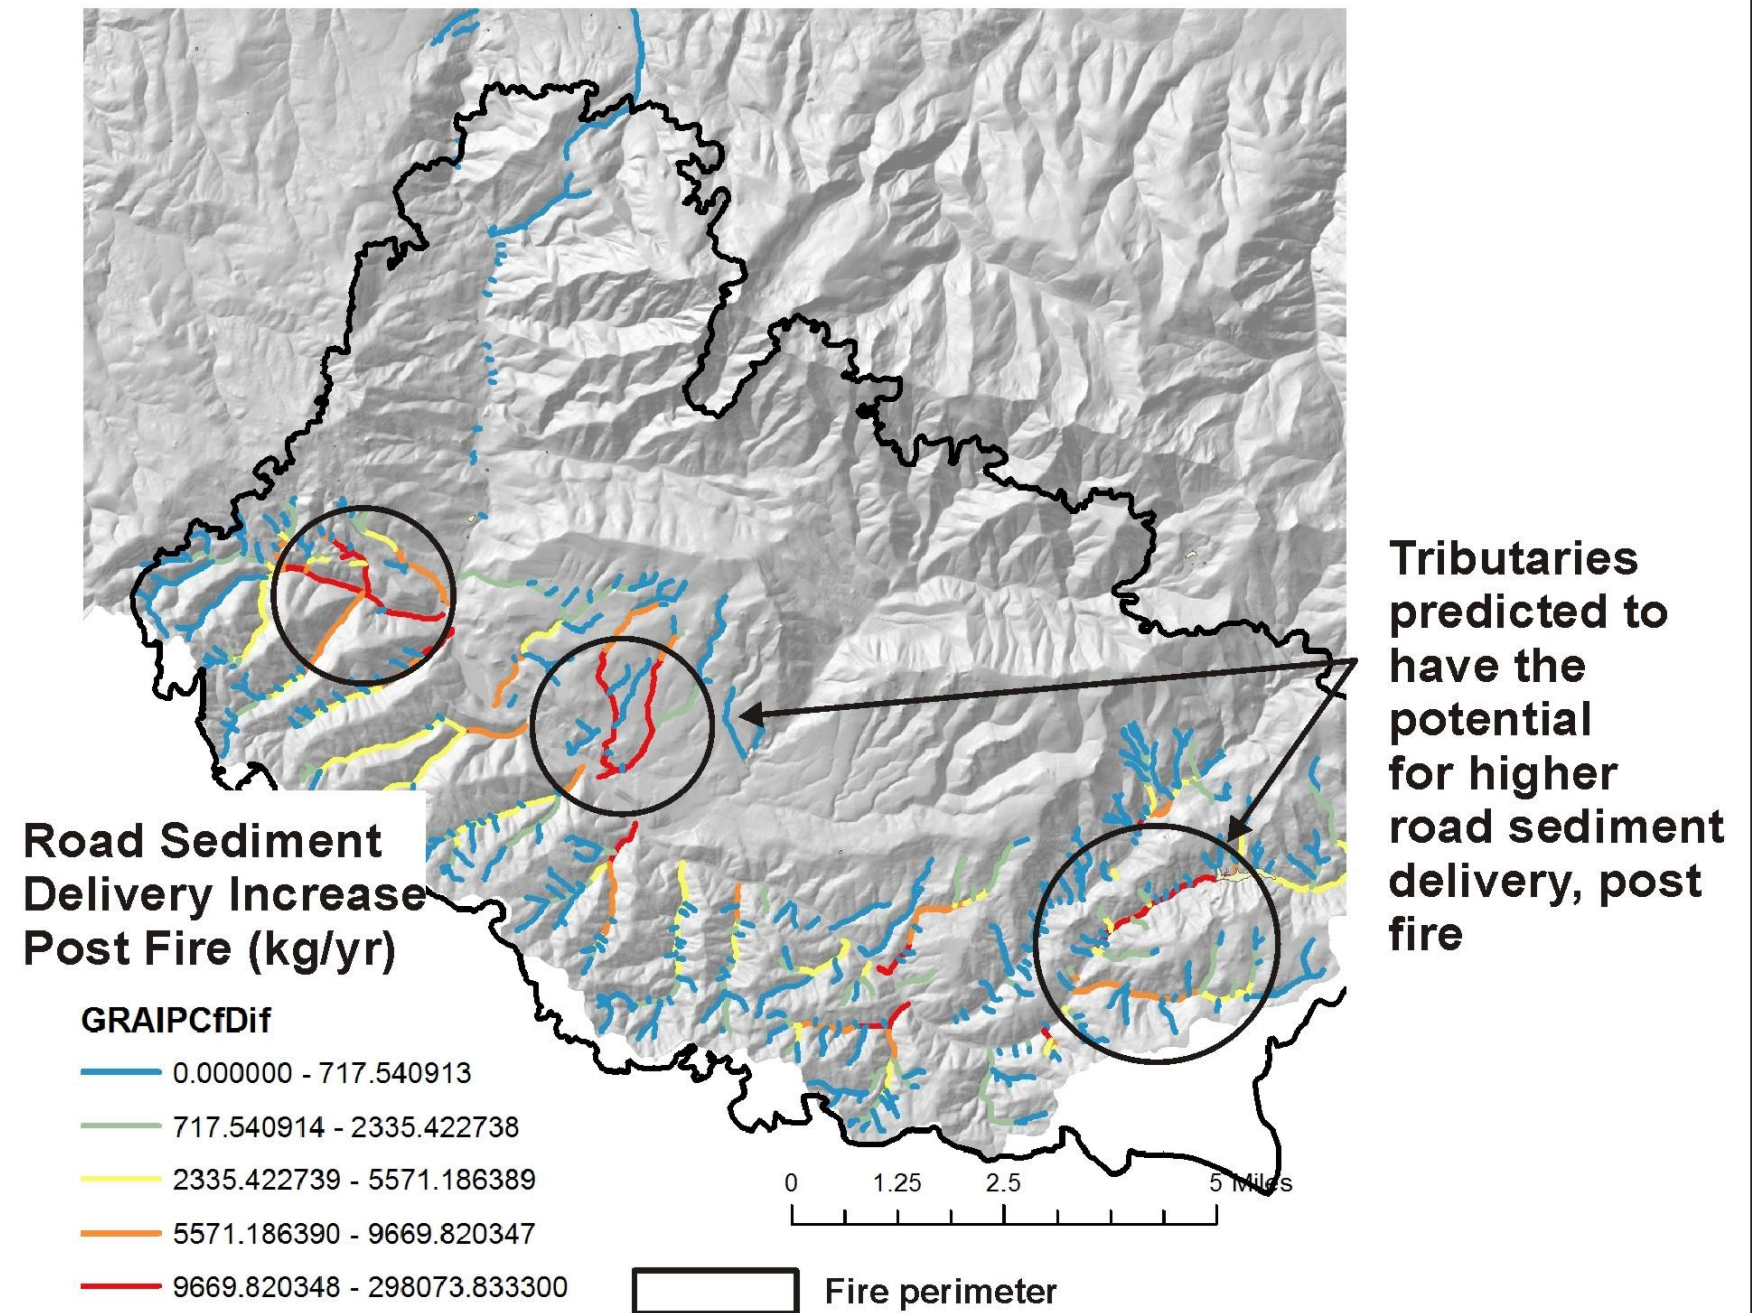 Tributaries
predicted to
have the
potential
for higher
road sediment
delivery, post
fire
Road Sediment
Delivery Increase
Post Fire (kg/yr)
GRAIPCfDif
0.000000 - 717.540913
717.540914 - 2335.422738
2335.422739 - 5571.186389
5571.186390 - 9669.820347
9669.820348 - 298073.833300
0 1.25 2.5 5 Miles
Fire perimeter